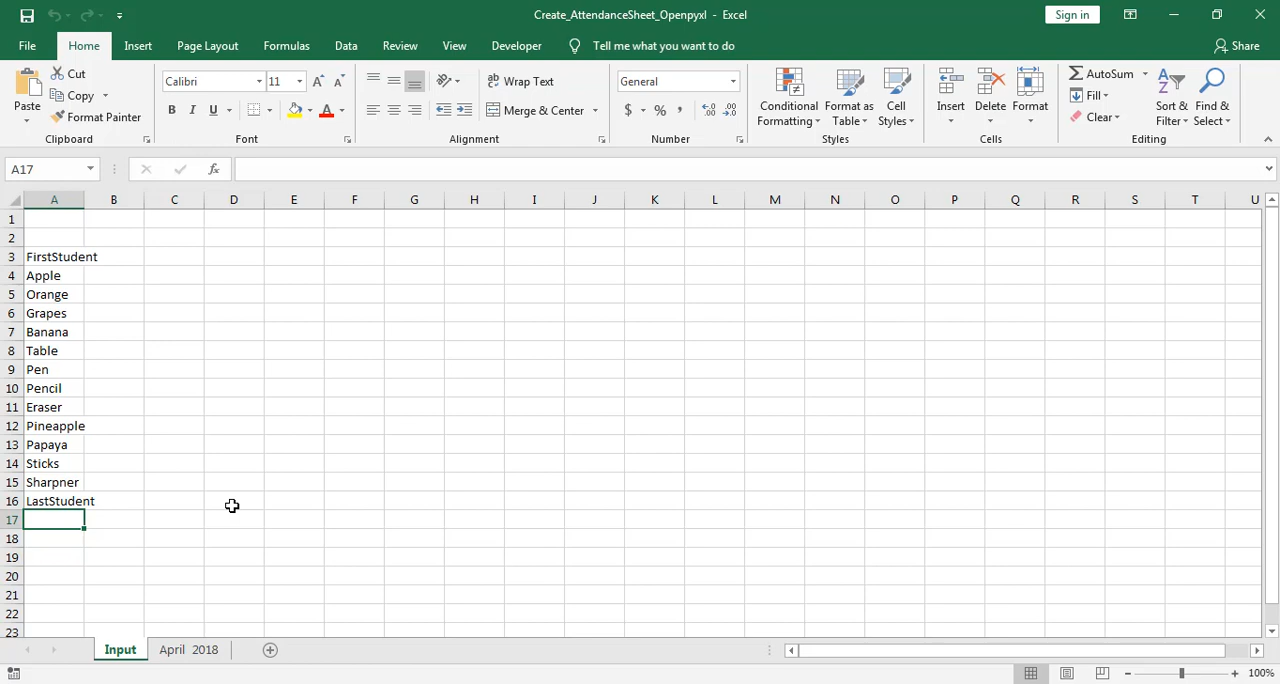 Create_AttendanceSheet_Openpyxl - Excel
Sign in
File Home Insert Page Layout Formulas Data Review View Developer Tell me what you want to do Share
Paste
Cut
Copy
Format Painter
Clipboard
Calibri 11
B I U
Font
Wrap Text
Merge & Center
Alignment
General
$ % ,
Number
Conditional Formatting
Format as Table
Cell Styles
Styles
Insert Delete Format
Cells
AutoSum
Fill
Clear
Sort & Filter
Find & Select
Editing
A17 fx
A B C D E F G H I J K L M N O P Q R S T U
1
2
3 FirstStudent
4 Apple
5 Orange
6 Grapes
7 Banana
8 Table
9 Pen
10 Pencil
11 Eraser
12 Pineapple
13 Papaya
14 Sticks
15 Sharpner
16 LastStudent
17
18
19
20
21
22
23
Input April 2018
100%